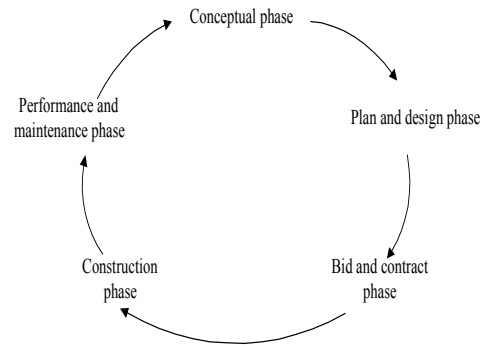 Conceptual phase
Plan and design phase
Bid and contract
phase
Construction
phase
Performance and
maintenance phase